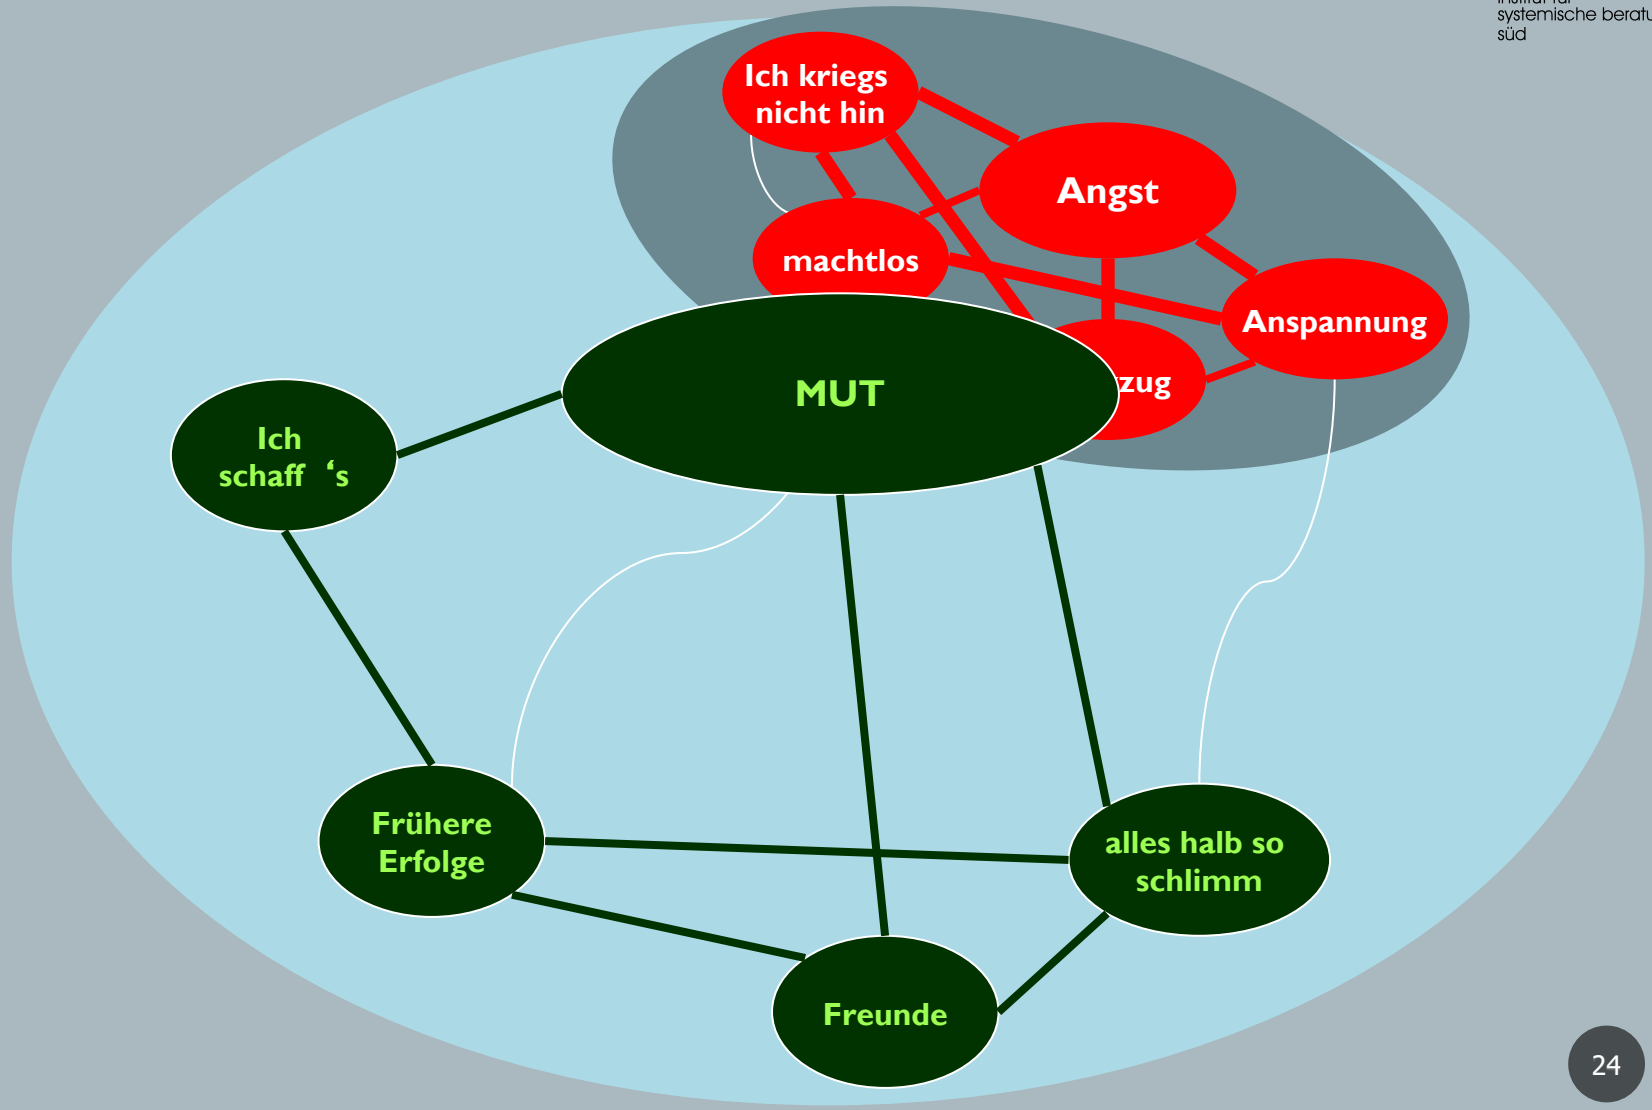 systemische beratu
süd
Ich kriegs
nicht hin
Angst
machtlos
Anspannung
zug
MUT
Ich
schaff ‘s
Frühere
Erfolge
alles halb so
schlimm
Freunde
24